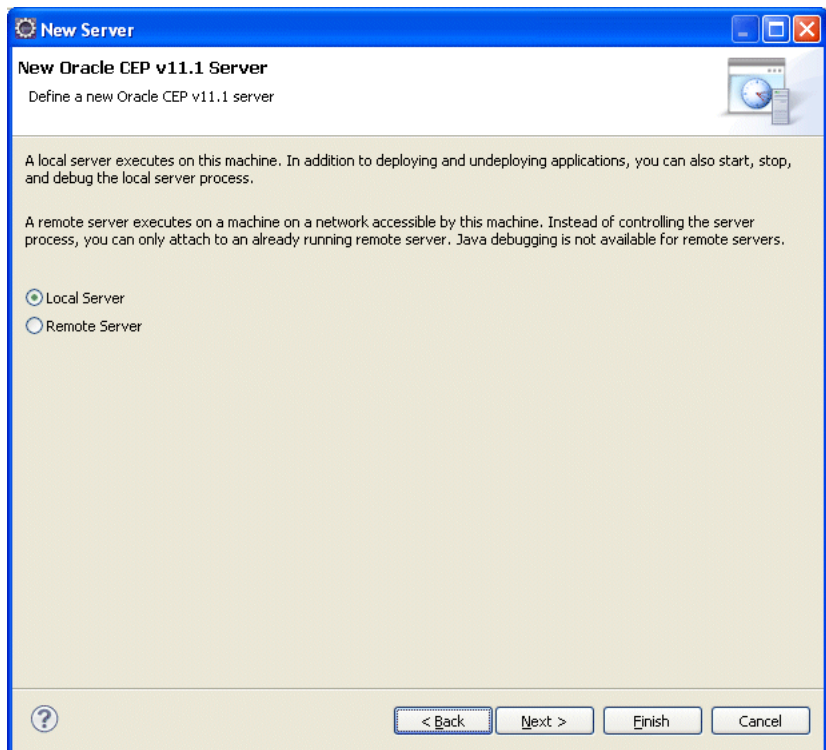 New Server
New Oracle CEP v11.1 Server
Define a new Oracle CEP v11.1 server
A local server executes on this machine. In addition to deploying and undeploying applications, you can also start, stop,
and debug the local server process.
A remote server executes on a machine on a network accessible by this machine. Instead of controlling the server
process, you can only attach to an already running remote server. Java debugging is not available for remote servers.
Local Server
Remote Server
? < Back Next > Finish Cancel